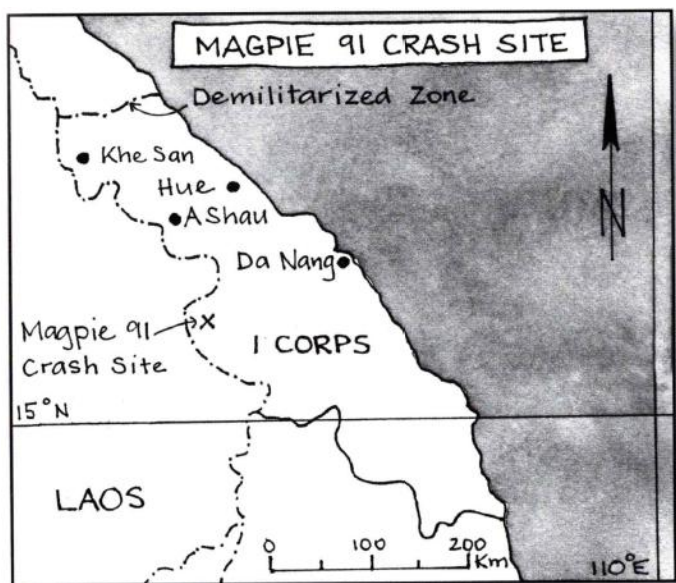 MAGPIE 91 CRASH SITE
Demilitarized Zone
Khe San
Hue
AShau
Da Nang
N
Magpie 91
Crash Site
X
I CORPS
15°N
LAOS
0 100 200
Km
110°E